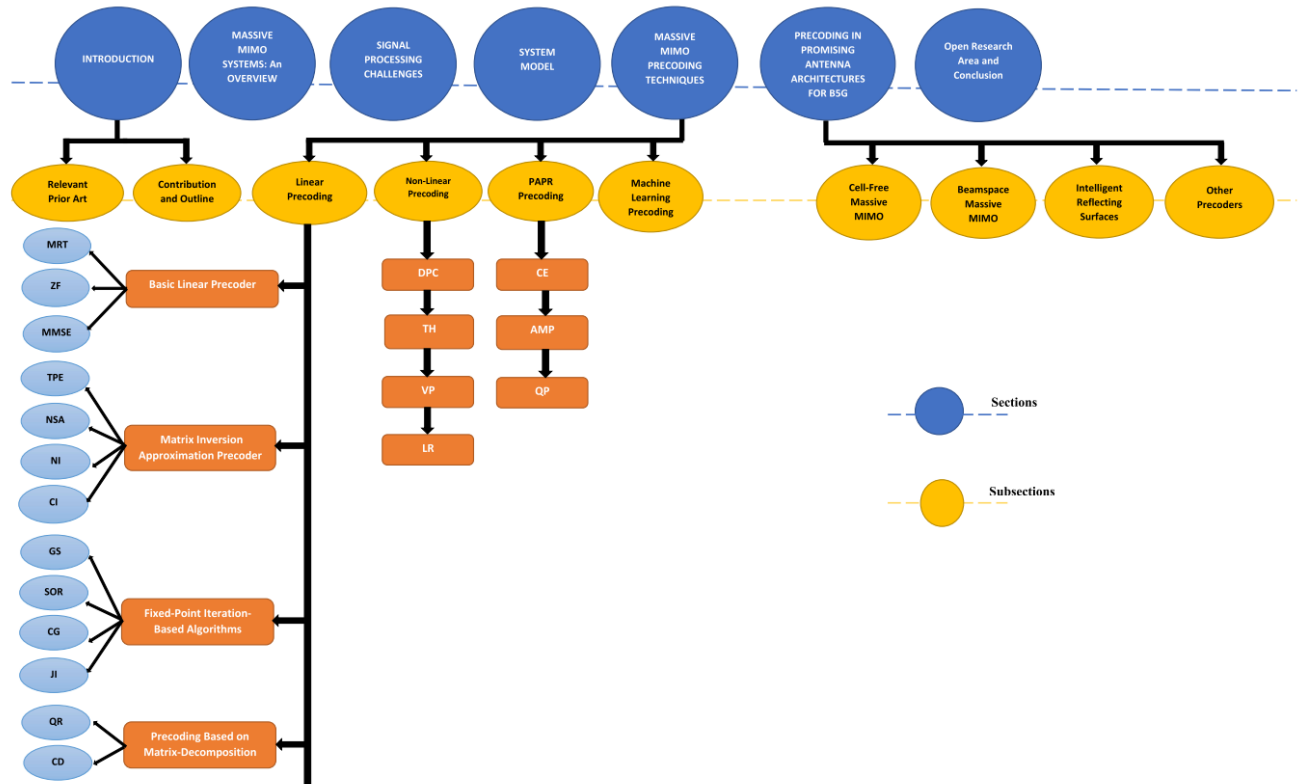 INTRODUCTION
MASSIVE
MIMO
SYSTEMS: An
OVERVIEW
SIGNAL
PROCESSING
CHALLENGES
SYSTEM
MODEL
MASSIVE
MIMO
PRECODING
TECHNIQUES
PRECODING IN
PROMISING
ANTENNA
ARCHITECTURES
FOR B5G
Open Research
Area and
Conclusion
Relevant
Prior Art
Contribution
and Outline
Linear
Precoding
Non-Linear
Precoding
PAPR
Precoding
Machine
Learning
Precoding
Cell-Free
Massive
MIMO
Beamspace
Massive
MIMO
Intelligent
Reflecting
Surfaces
Other
Precoders
MRT
ZF
MMSE
Basic Linear Precoder
TPE
NSA
NI
CI
Matrix Inversion
Approximation Precoder
GS
SOR
CG
JI
Fixed-Point Iteration-
Based Algorithms
QR
CD
Precoding Based on
Matrix-Decomposition
DPC
TH
VP
LR
CE
AMP
QP
Sections
Subsections